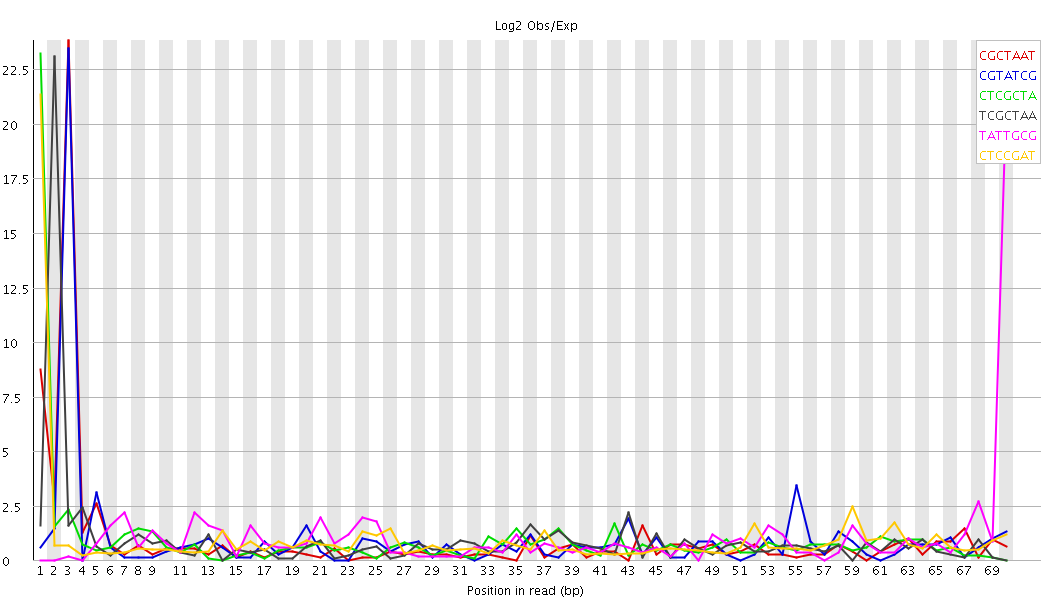 Log2 Obs/Exp
22.5
20
17.5
15
12.5
10
7.5
5
2.5
0
CGCTAAT
CGTATCG
CTCGCTA
TCGCTAA
TATTGCG
CTCCGAT
1 2 3 4 5 6 7 8 9 11 13 15 17 19 21 23 25 27 29 31 33 35 37 39 41 43 45 47 49 51 53 55 57 59 61 63 65 67 69
Position in read (bp)